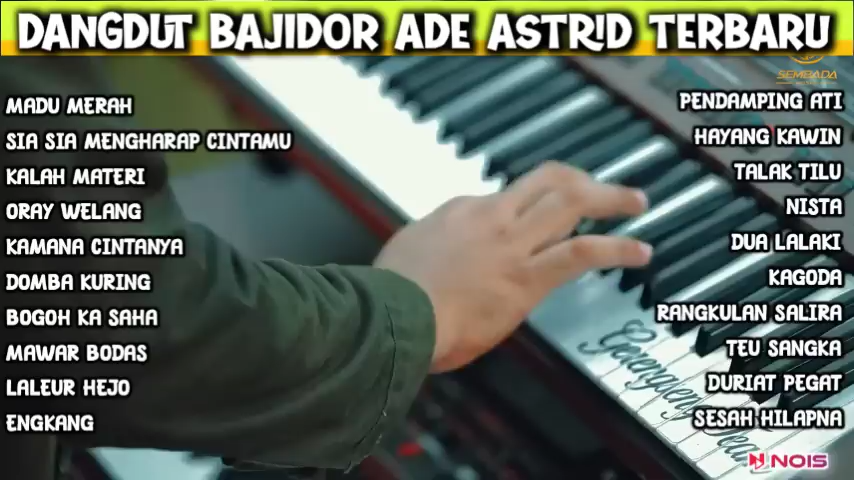 DANGDUT BAJIDOR ADE ASTRID TERBARU
SEMBADA
MADU MERAH
SIA SIA MENGHARAP CINTAMU
KALAH MATERI
ORAY WELANG
KAMANA CINTANYA
DOMBA KURING
BOGOH KA SAHA
MAWAR BODAS
LALEUR HEJO
ENGKANG
PENDAMPING ATI
HAYANG KAWIN
TALAK TILU
NISTA
DUA LALAKI
KAGODA
RANGKULAN SALIRA
TEU SANGKA
DURIAT PEGAT
SESAH HILAPNA
NOIS